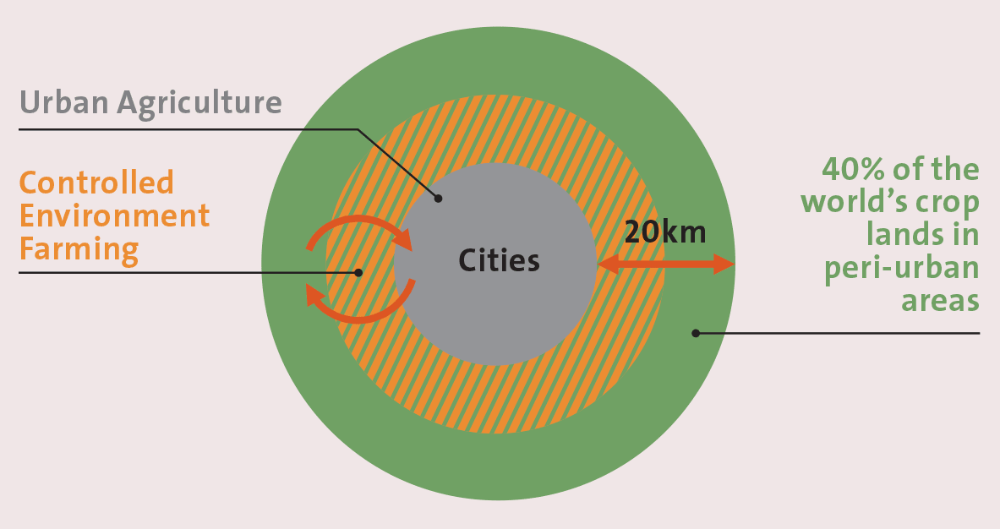 Urban Agriculture
Controlled
Environment
Farming
Cities
20km
40% of the
world’s crop
lands in
peri-urban
areas